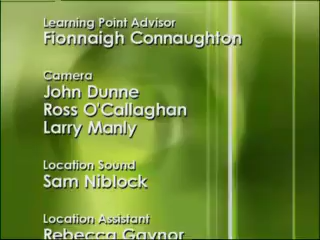 Learning Point Advisor
Fionnaigh Connaughton
Camera
John Dunne
Ross O'Callaghan
Larry Manly
Location Sound
Sam Niblock
Location Assistant
Rebecca Gaynor